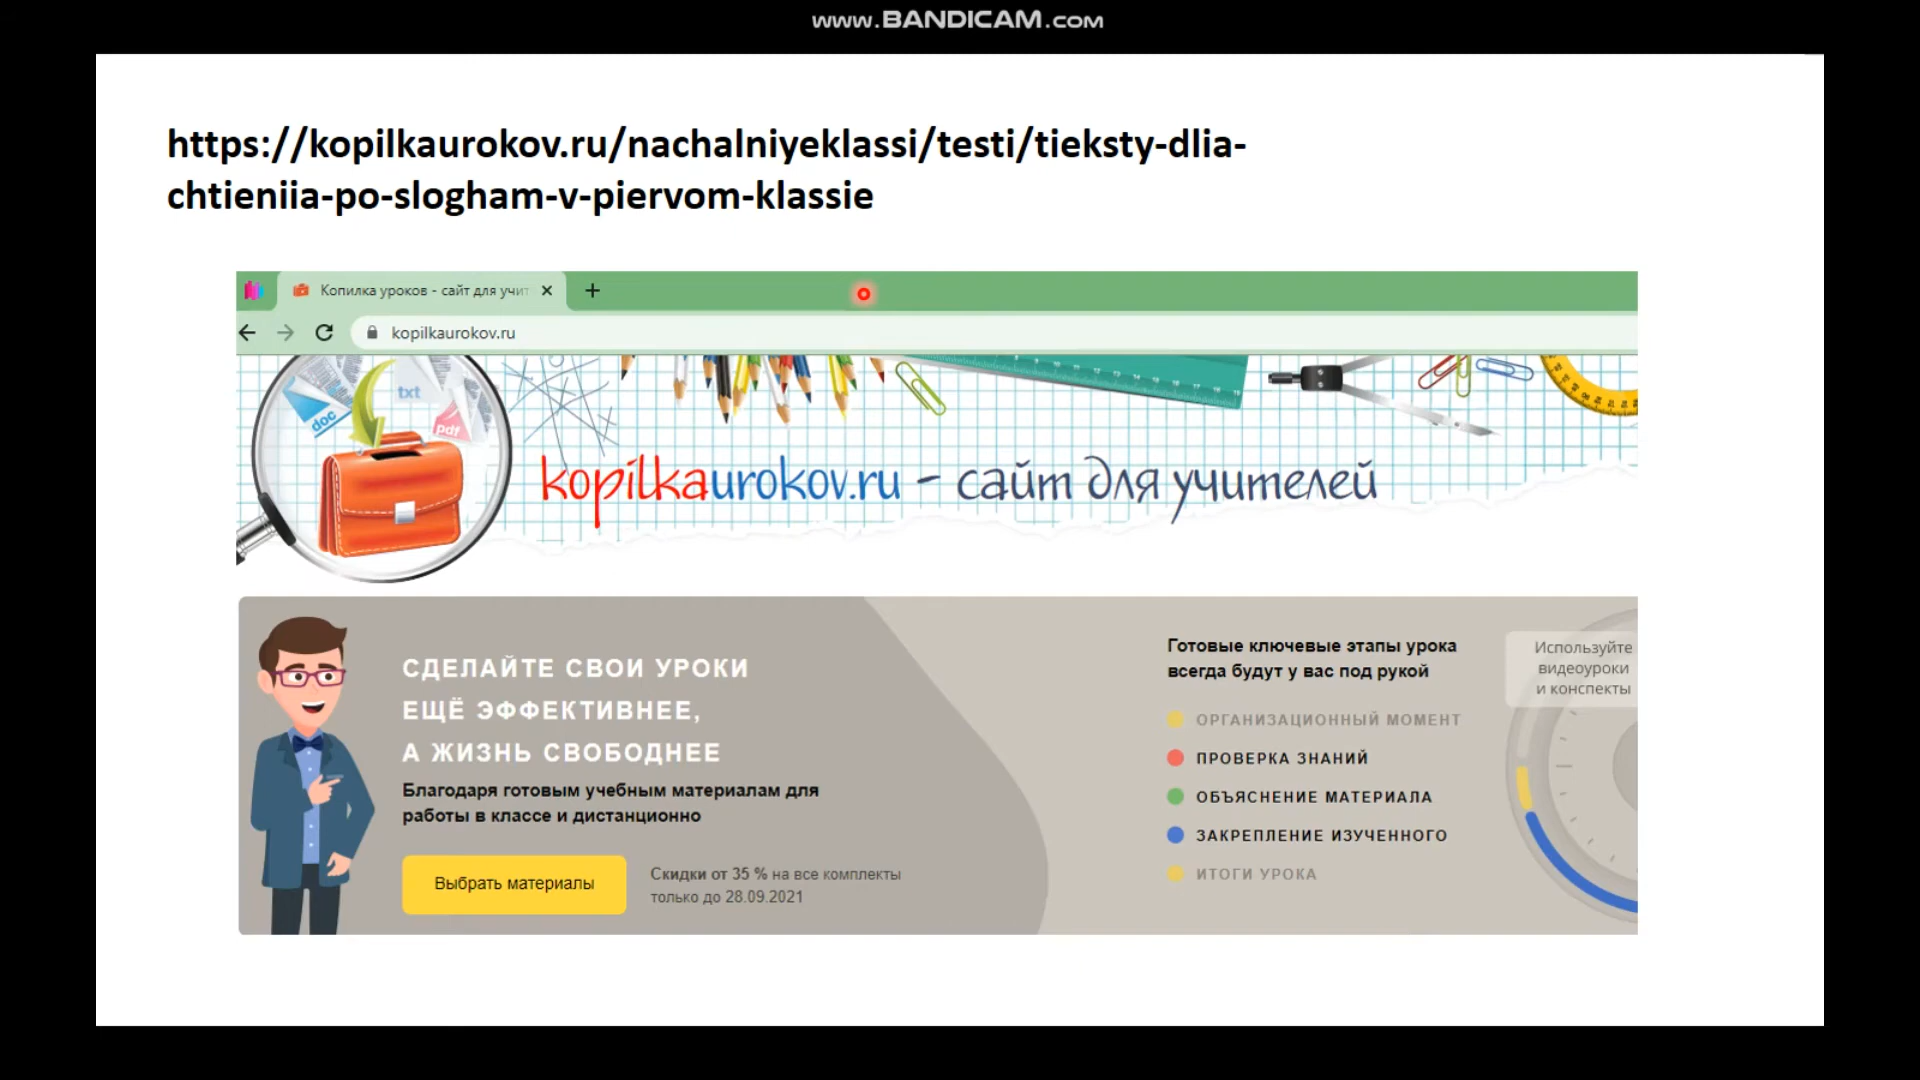 www.BANDICAM.com
https://kopilkaurokov.ru/nachalniyeklassi/testi/tieksty-dlia-
chtieniia-po-slogham-v-piervom-klassie
Копилка уроков - сайт для учит
kopilkaurokov.ru
doc
txt
pdf
kopilkaurokov.ru - сайт для учителей
СДЕЛАЙТЕ СВОИ УРОКИ
ЕЩЁ ЭФФЕКТИВНЕЕ,
А ЖИЗНЬ СВОБОДНЕЕ
Благодаря готовым учебным материалам для
работы в классе и дистанционно
Выбрать материалы
Скидки от 35 % на все комплекты
только до 28.09.2021
Готовые ключевые этапы урока
всегда будут у вас под рукой
ОРГАНИЗАЦИОННЫЙ МОМЕНТ
ПРОВЕРКА ЗНАНИЙ
ОБЪЯСНЕНИЕ МАТЕРИАЛА
ЗАКРЕПЛЕНИЕ ИЗУЧЕННОГО
ИТОГИ УРОКА
Используйте
видеоуроки
и конспекты